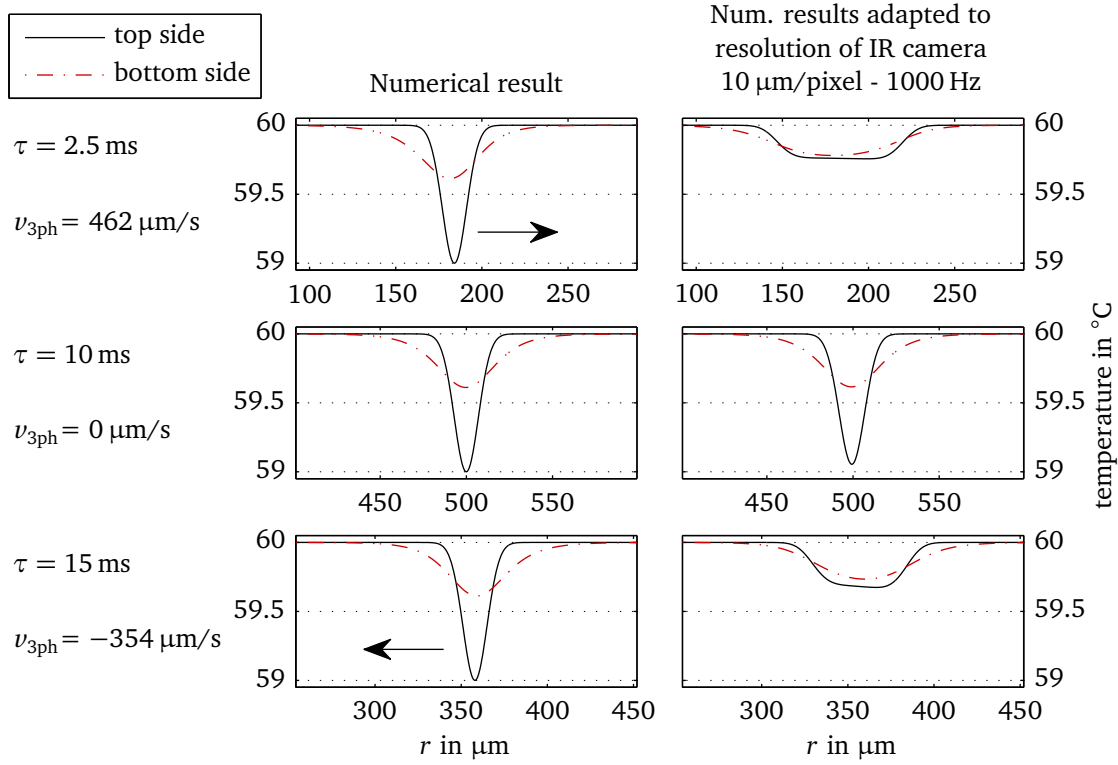 top side
bottom side
Numerical result
Num. results adapted to
resolution of IR camera
10 µm/pixel - 1000 Hz
τ = 2.5 ms
v3ph = 462 µm/s
60
59.5
59
100 150 200 250
60
59.5
59
100 150 200 250
τ = 10 ms
v3ph = 0 µm/s
60
59.5
59
450 500 550
60
59.5
59
450 500 550
τ = 15 ms
v3ph = −354 µm/s
60
59.5
59
300 350 400 450
r in µm
60
59.5
59
300 350 400 450
r in µm
temperature in °C